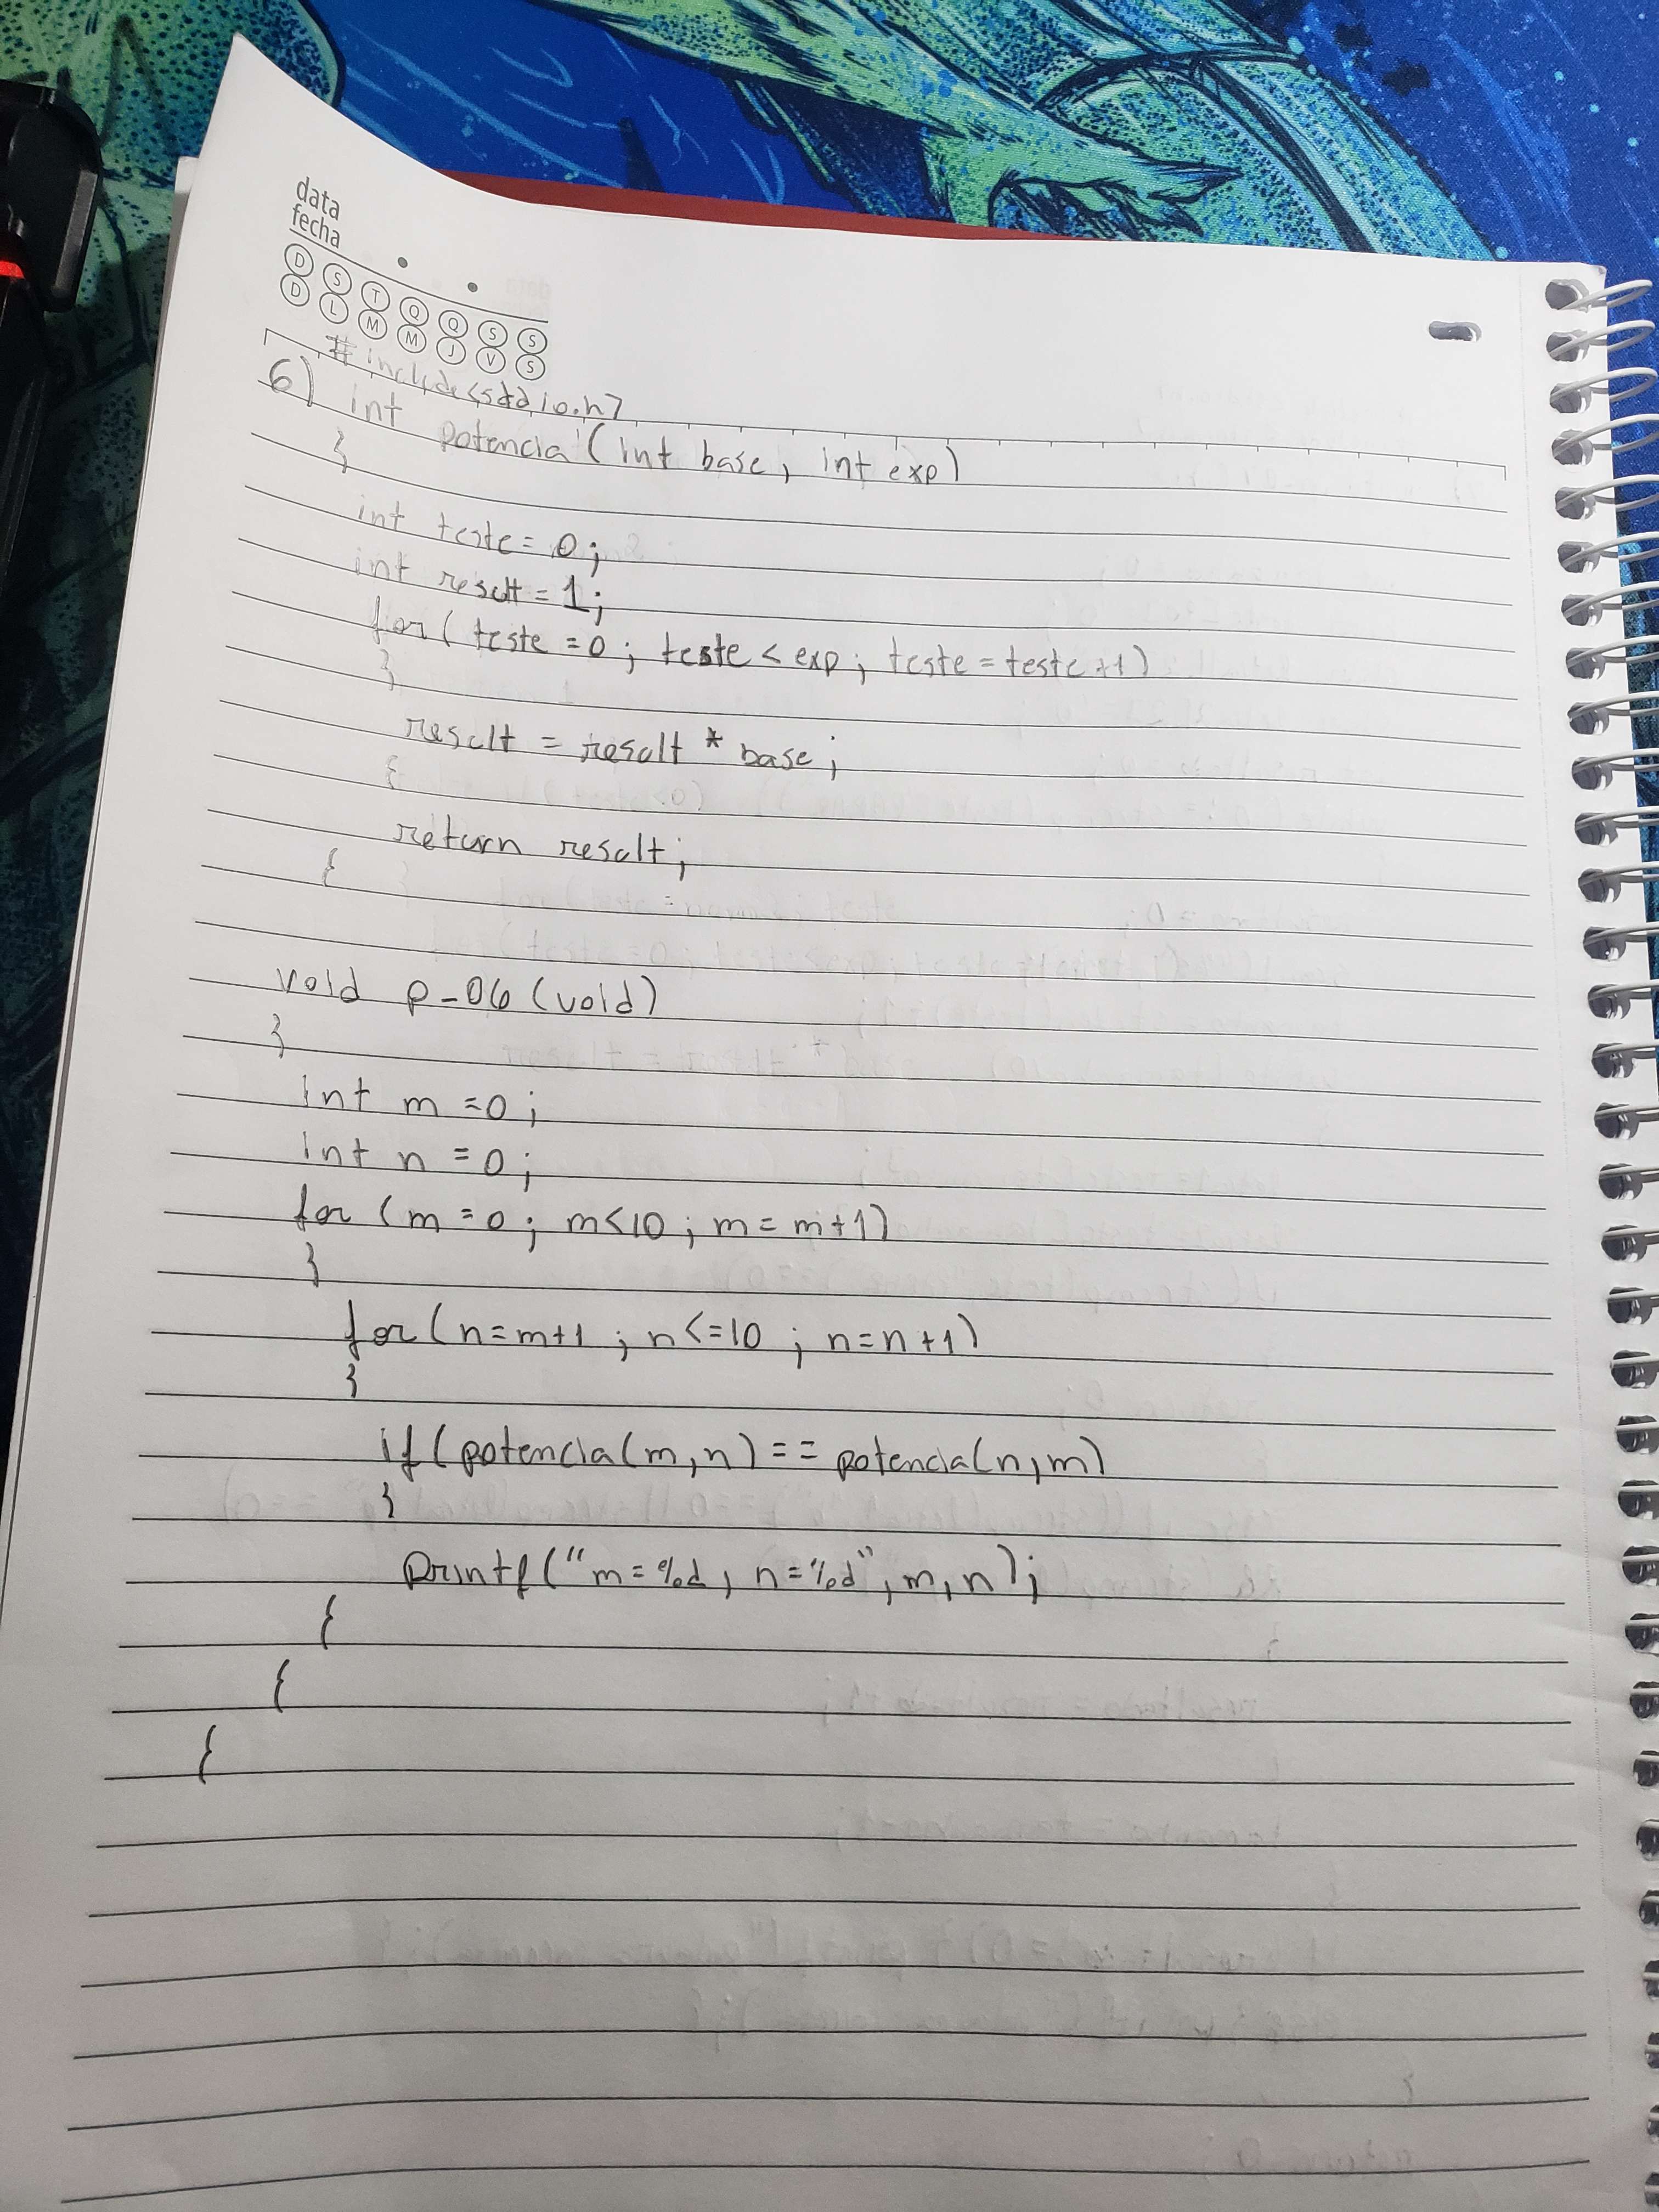 data
fecha
D S T Q Q S S
D L M M J V S
#include<stdio.h>
6) int potencia (int base, int exp)
}
int teste = 0;
int result = 1;
for( teste = 0; teste < exp; teste = teste +1)
}
result = result * base;
{
return result;
{
void p-06 (void)
}
int m = 0;
int n = 0;
for (m = 0; m<10; m = m+1)
}
for(n=m+1; n<=10; n=n+1)
}
if(potencia(m,n) == potencia(n,m)
}
printf("m=%d, n=%d", m, n);
{
{
{